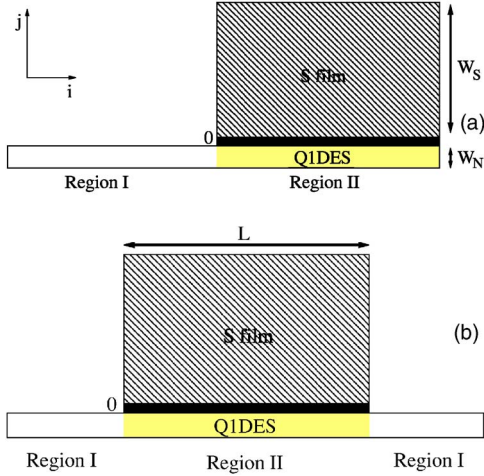 j
i
S film
W_S
(a)
0
Q1DES
W_N
Region I
Region II
L
S film
(b)
0
Q1DES
Region I
Region II
Region I